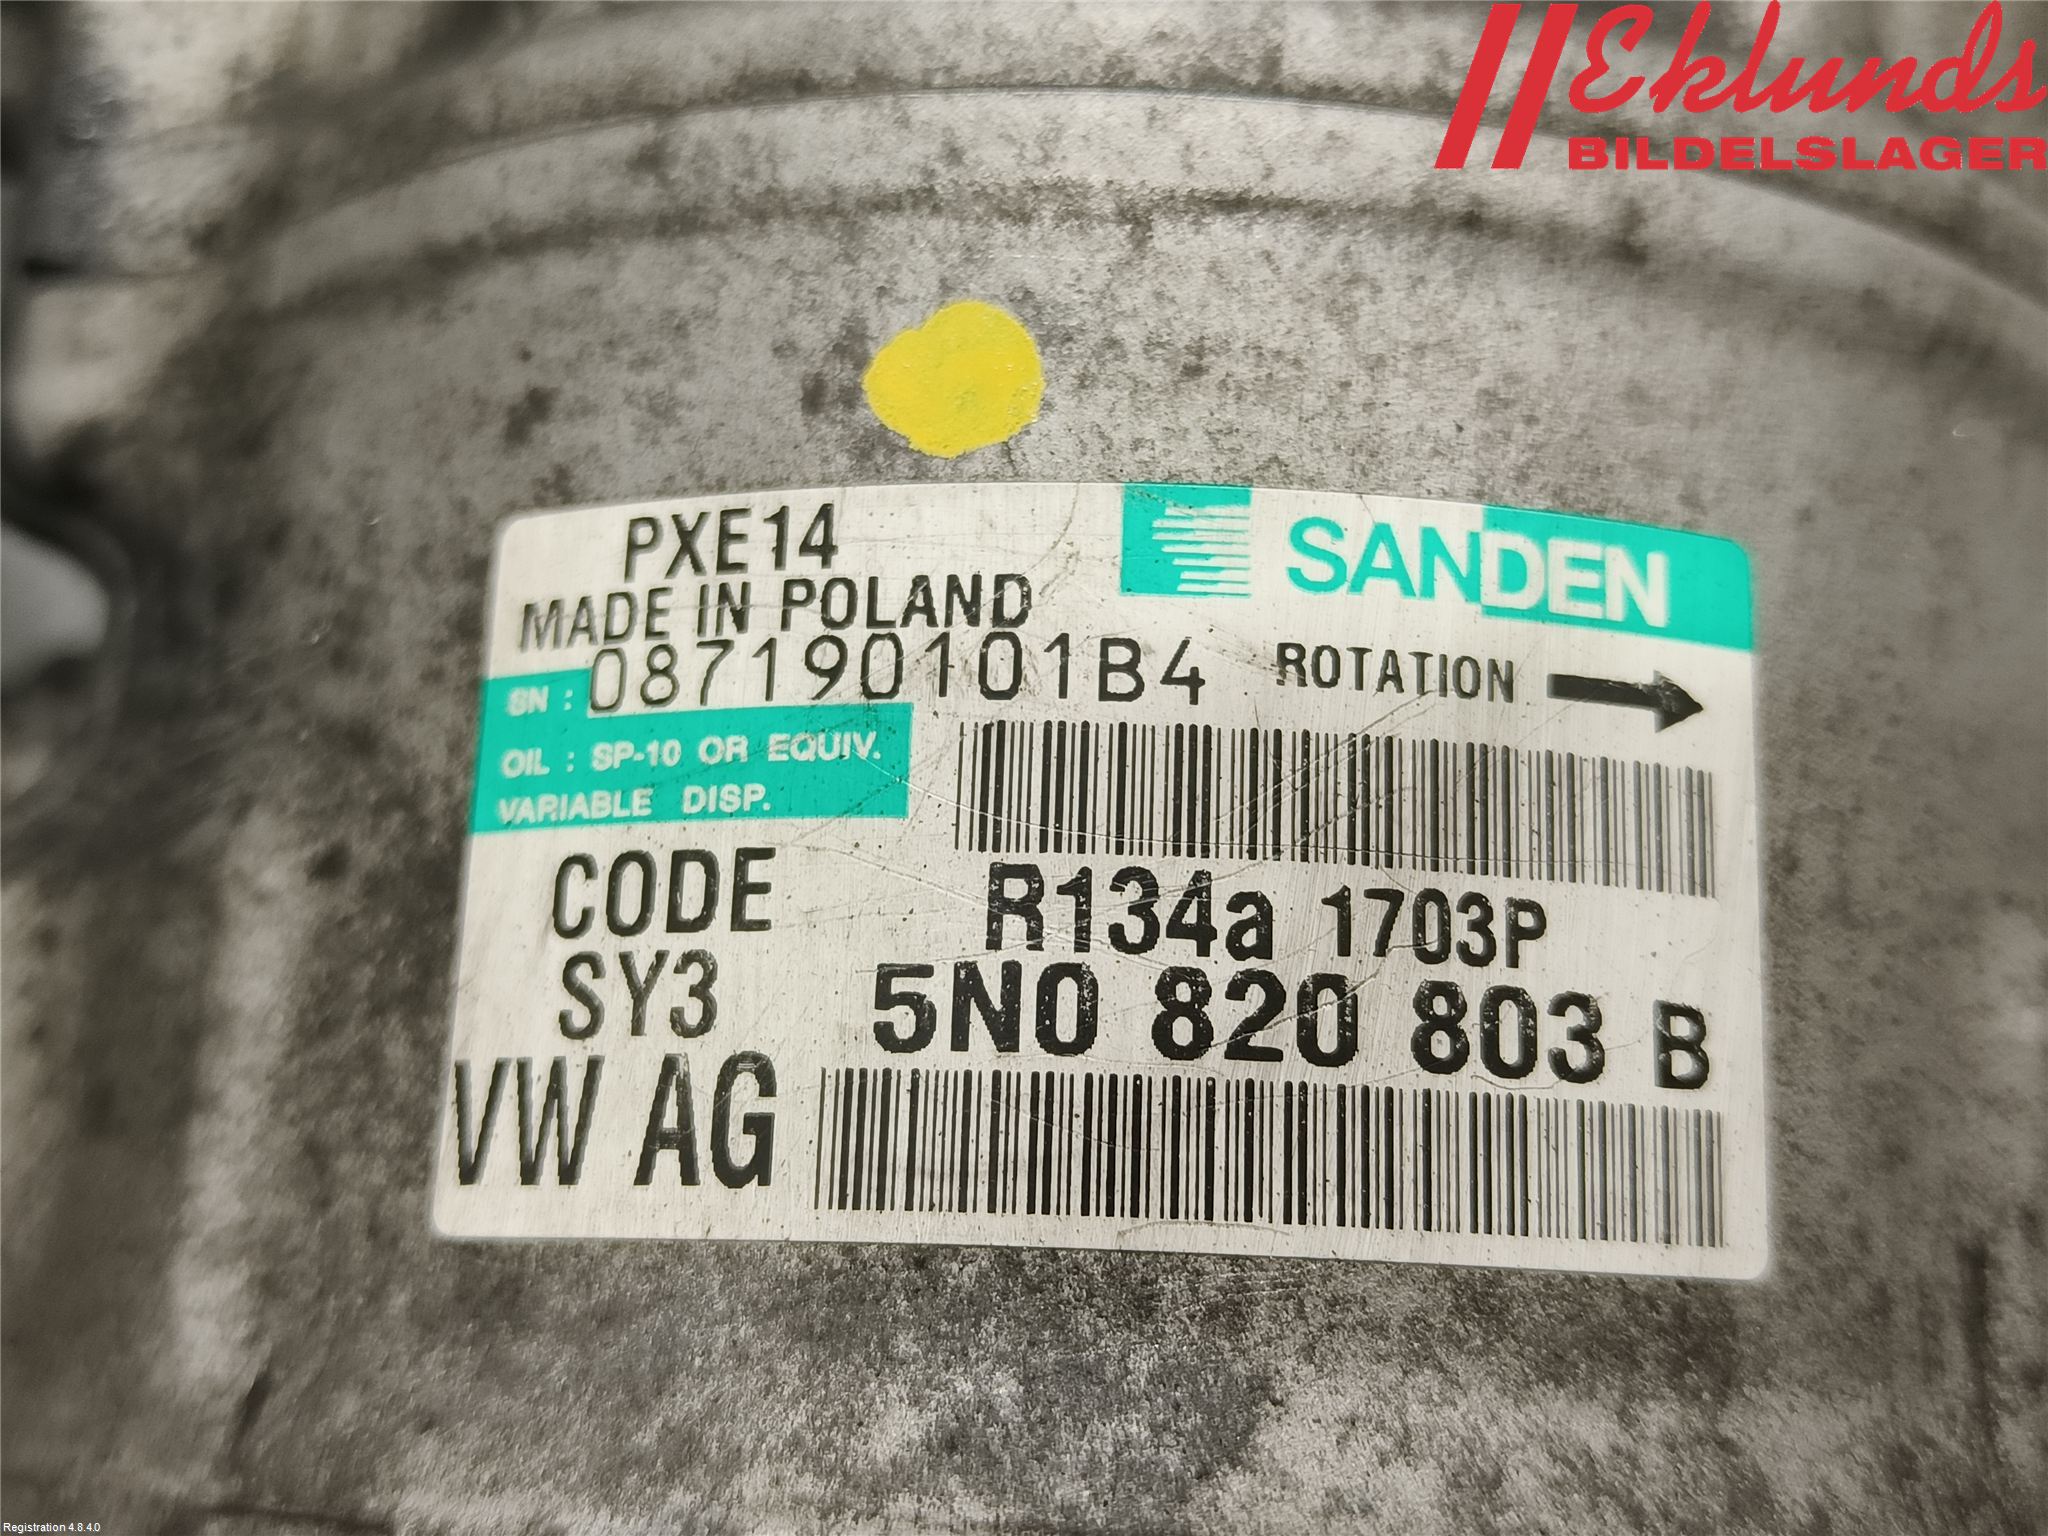 Eklunds
BILDELSLAGER
PXE14
SANDEN
MADE IN POLAND
SN : 087190101B4
ROTATION
OIL : SP-10 OR EQUIV.
VARIABLE DISP.
CODE
R134a 1703P
SY3
5N0 820 803 B
VW AG
Registration 4.8.4.0